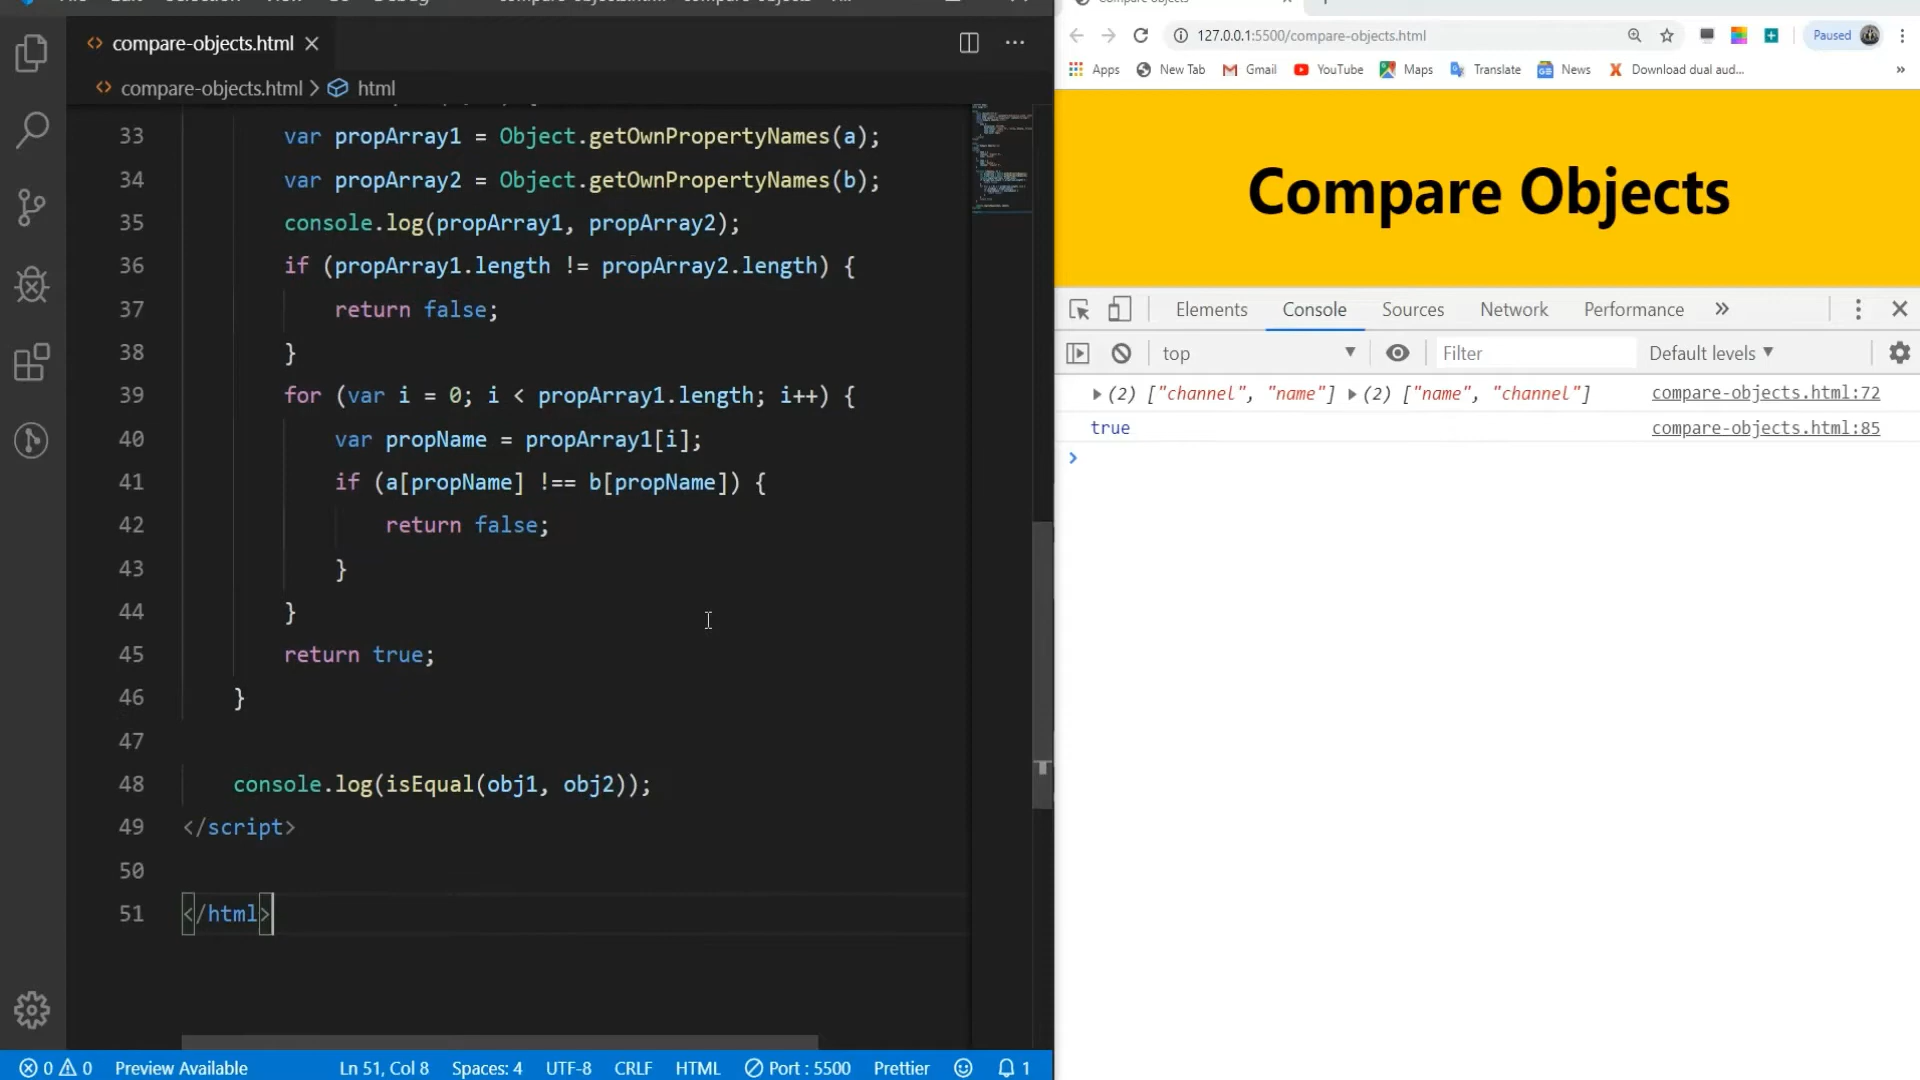 compare-objects.html
compare-objects.html > html
33 var propArray1 = Object.getOwnPropertyNames(a);
34 var propArray2 = Object.getOwnPropertyNames(b);
35 console.log(propArray1, propArray2);
36 if (propArray1.length != propArray2.length) {
37 return false;
38 }
39 for (var i = 0; i < propArray1.length; i++) {
40 var propName = propArray1[i];
41 if (a[propName] !== b[propName]) {
42 return false;
43 }
44 }
45 return true;
46 }
47
48 console.log(isEqual(obj1, obj2));
49 </script>
50
51 </html>
0 0 Preview Available Ln 51, Col 8 Spaces: 4 UTF-8 CRLF HTML Port : 5500 Prettier 1
127.0.0.1:5500/compare-objects.html Paused
Apps New Tab Gmail YouTube Maps Translate News Download dual aud... »
Compare Objects
Elements Console Sources Network Performance »
top Filter Default levels
(2) ["channel", "name"] (2) ["name", "channel"] compare-objects.html:72
true compare-objects.html:85